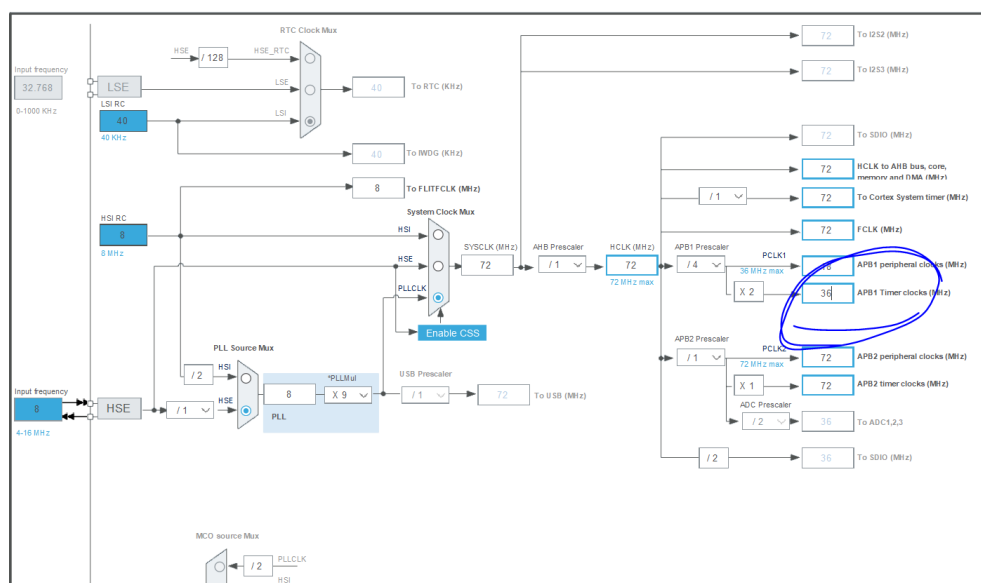 RTC Clock Mux
HSE
/ 128
HSE_RTC
72
To I2S2 (MHz)
Input frequency
32.768
0-1000 KHz
LSE
LSE
40
To RTC (KHz)
72
To I2S3 (MHz)
LSI RC
40
40 KHz
LSI
40
To IWDG (KHz)
72
To SDIO (MHz)
8
To FLITFCLK (MHz)
72
HCLK to AHB bus, core,
memory and DMA (MHz)
/ 1
72
To Cortex System timer (MHz)
HSI RC
8
8 MHz
System Clock Mux
HSI
HSE
PLLCLK
SYSCLK (MHz)
72
AHB Prescaler
/ 1
HCLK (MHz)
72
72 MHz max
72
FCLK (MHz)
APB1 Prescaler
/ 4
PCLK1
36 MHz max
APB1 peripheral clocks (MHz)
X 2
36
APB1 Timer clocks (MHz)
Enable CSS
APB2 Prescaler
/ 1
PCLK2
72 MHz max
72
APB2 peripheral clocks (MHz)
X 1
72
APB2 timer clocks (MHz)
ADC Prescaler
/ 2
36
To ADC1,2,3
/ 2
36
To SDIO (MHz)
PLL Source Mux
/ 2
HSI
Input frequency
8
4-16 MHz
HSE
/ 1
HSE
8
PLL
*PLLMul
X 9
USB Prescaler
/ 1
72
To USB (MHz)
MCO source Mux
/ 2
PLLCLK
HSI